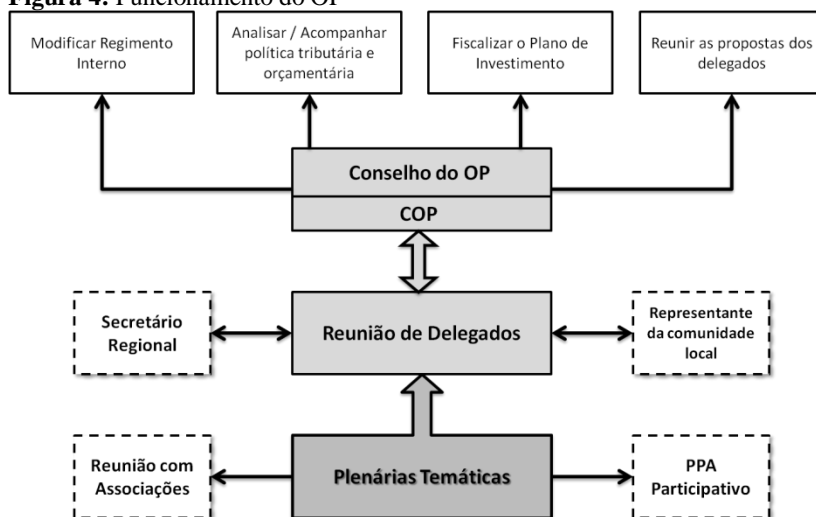 Figura 4: Funcionamento do OP
Modificar Regimento
Interno
Analisar / Acompanhar
política tributária e
orçamentária
Fiscalizar o Plano de
Investimento
Reunir as propostas dos
delegados
Conselho do OP
COP
Secretário
Regional
Reunião de Delegados
Representante
da comunidade
local
Reunião com
Associações
Plenárias Temáticas
PPA
Participativo